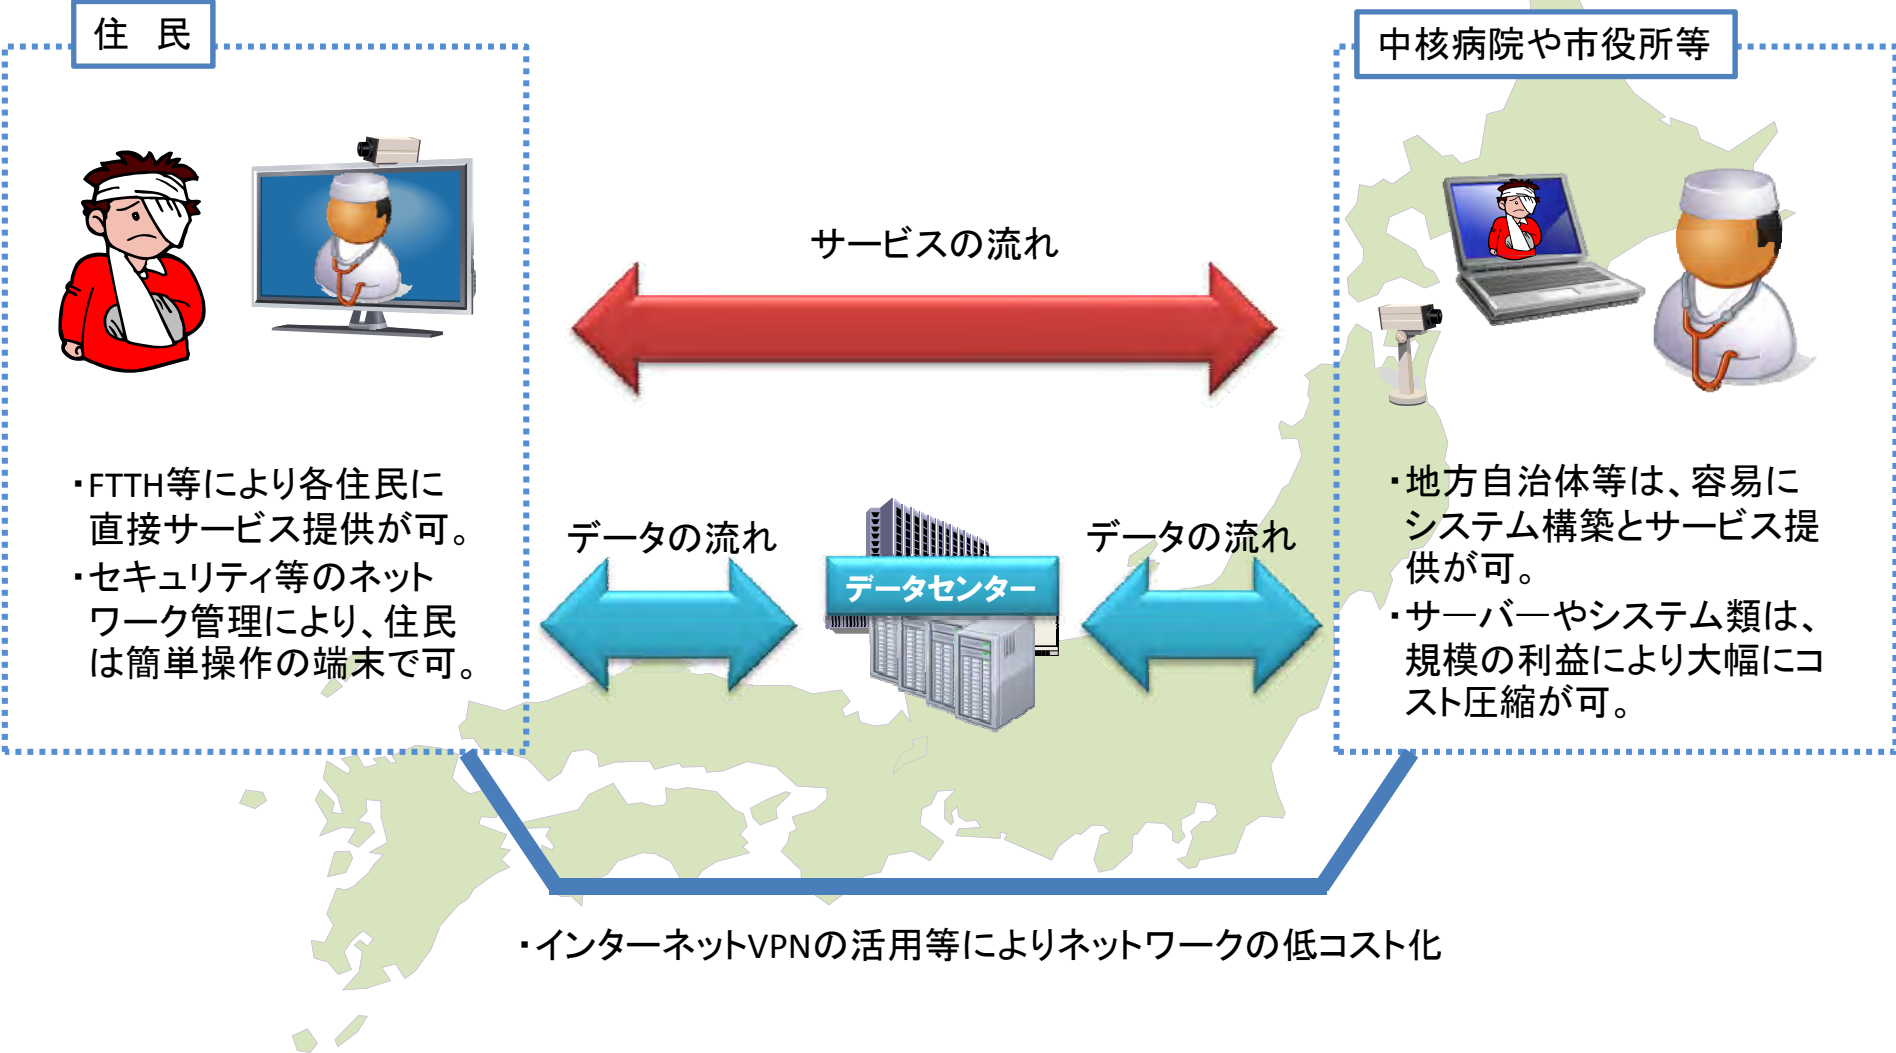 住　民
中核病院や市役所等
サービスの流れ
・FTTH等により各住民に
直接サービス提供が可。
・セキュリティ等のネット
ワーク管理により、住民
は簡単操作の端末で可。
データの流れ
データセンター
データの流れ
・地方自治体等は、容易に
システム構築とサービス提
供が可。
・サーバーやシステム類は、
規模の利益により大幅にコ
スト圧縮が可。
・インターネットVPNの活用等によりネットワークの低コスト化